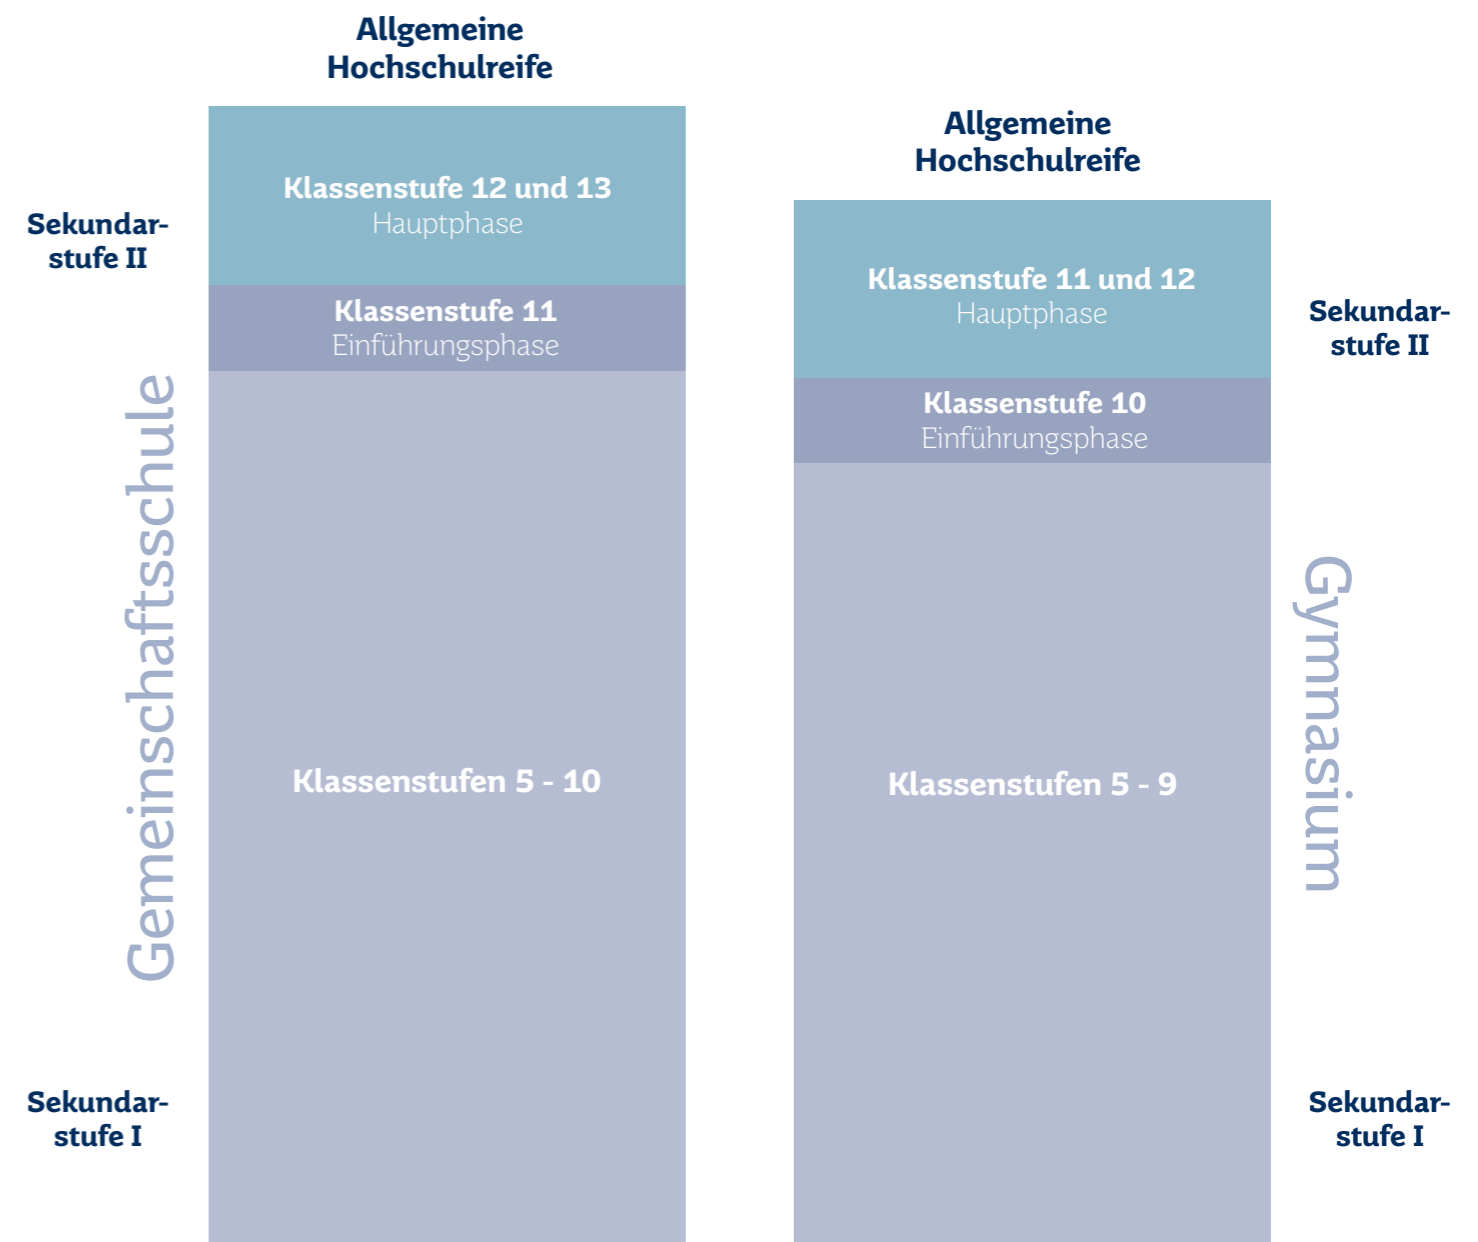 Allgemeine
Hochschulreife
Klassenstufe 12 und 13
Hauptphase
Sekundar-
stufe II
Klassenstufe 11
Einführungsphase
Gemeinschaftsschule
Klassenstufen 5 - 10
Sekundar-
stufe I
Allgemeine
Hochschulreife
Klassenstufe 11 und 12
Hauptphase
Sekundar-
stufe II
Klassenstufe 10
Einführungsphase
Gymnasium
Klassenstufen 5 - 9
Sekundar-
stufe I